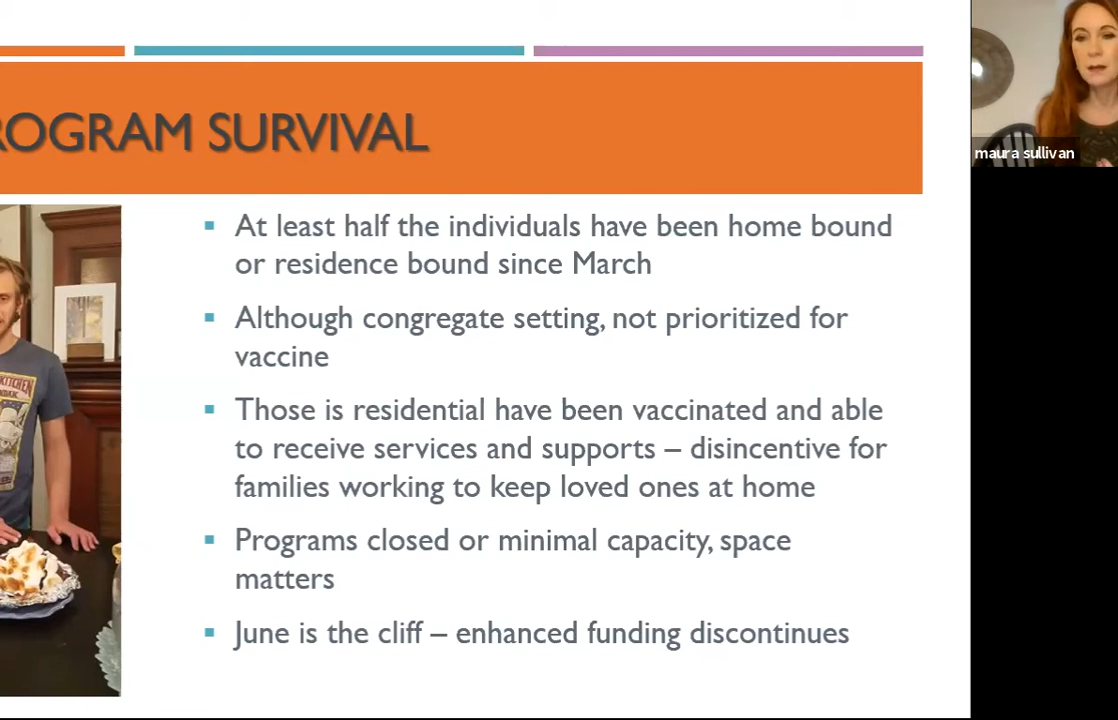 ROGRAM SURVIVAL
maura sullivan
▪ At least half the individuals have been home bound
or residence bound since March
▪ Although congregate setting, not prioritized for
vaccine
▪ Those is residential have been vaccinated and able
to receive services and supports – disincentive for
families working to keep loved ones at home
▪ Programs closed or minimal capacity, space
matters
▪ June is the cliff – enhanced funding discontinues